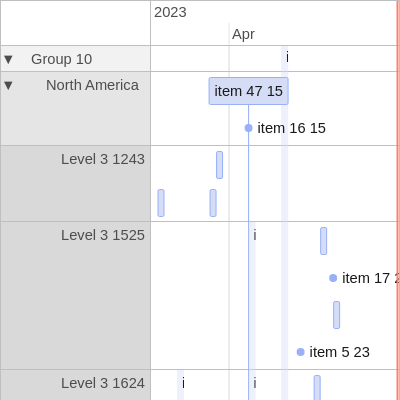 2023
Apr
▼ Group 10 i
▼ North America item 47 15
item 16 15
Level 3 1243
Level 3 1525 i
item 17
item 5 23
Level 3 1624 i i